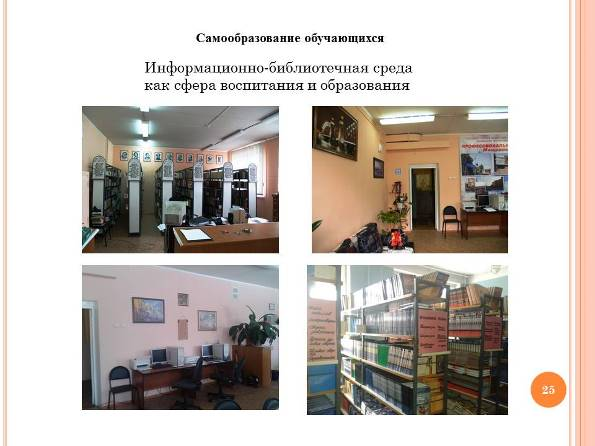 Самообразование обучающихся
Информационно-библиотечная среда
как сфера воспитания и образования
25